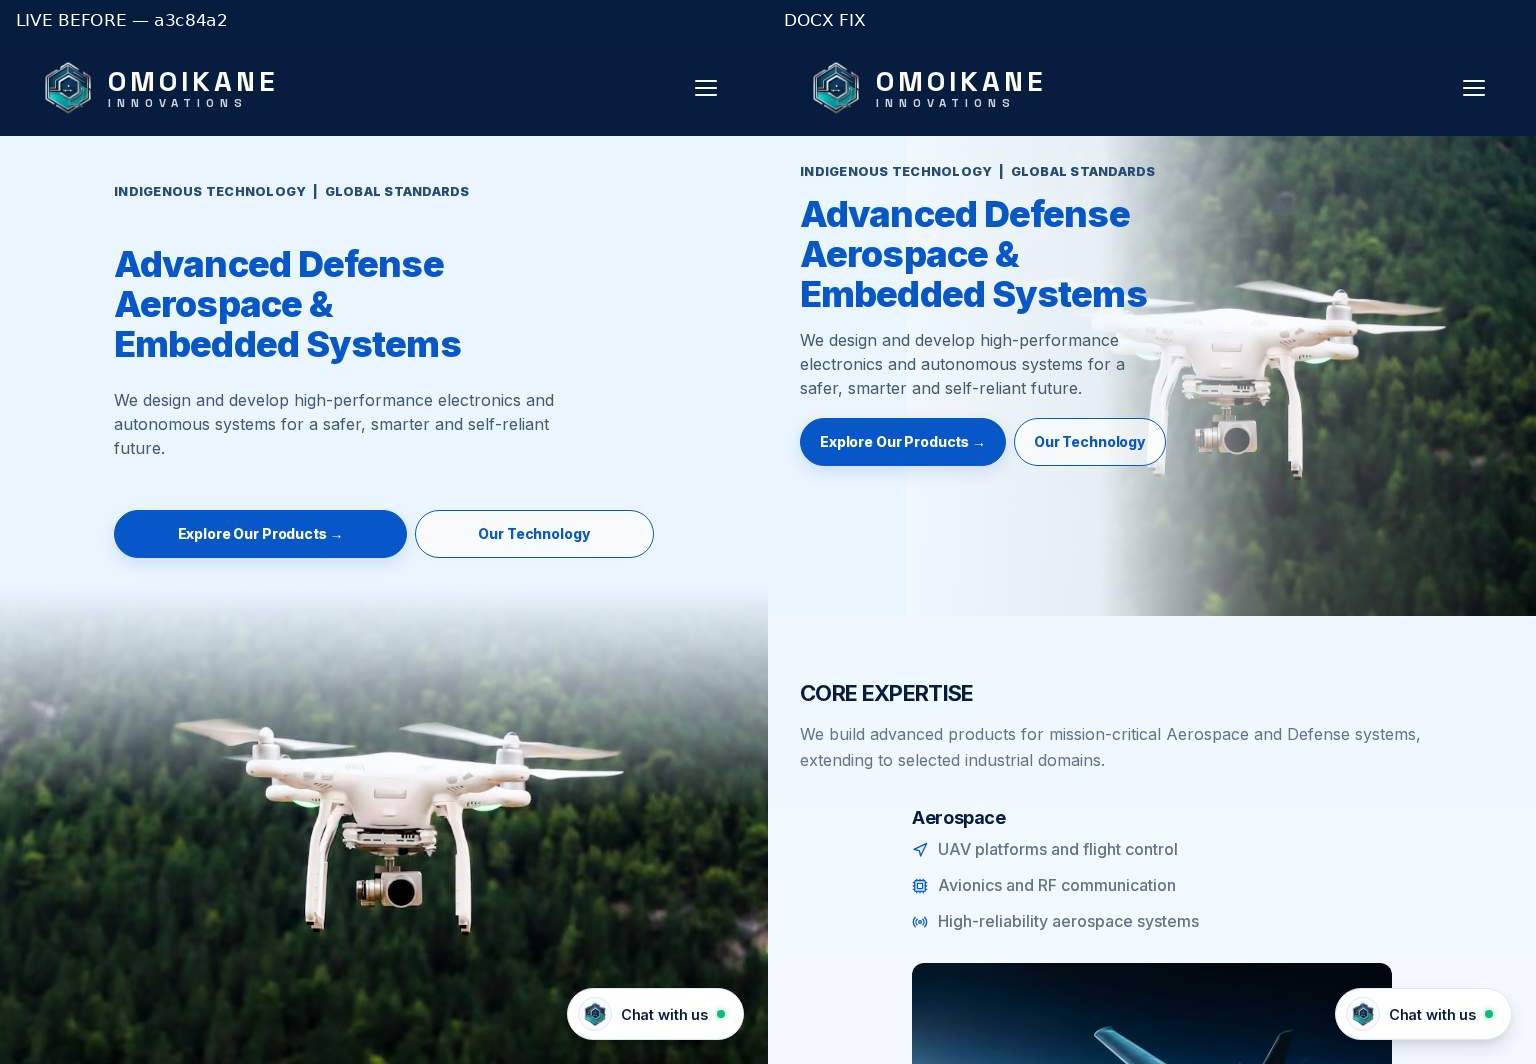 LIVE BEFORE — a3c84a2
OMOIKANE
INNOVATIONS
INDIGENOUS TECHNOLOGY | GLOBAL STANDARDS
Advanced Defense
Aerospace &
Embedded Systems
We design and develop high-performance electronics and
autonomous systems for a safer, smarter and self-reliant
future.
Explore Our Products →
Our Technology
Chat with us
DOCX FIX
OMOIKANE
INNOVATIONS
INDIGENOUS TECHNOLOGY | GLOBAL STANDARDS
Advanced Defense
Aerospace &
Embedded Systems
We design and develop high-performance
electronics and autonomous systems for a
safer, smarter and self-reliant future.
Explore Our Products →
Our Technology
CORE EXPERTISE
We build advanced products for mission-critical Aerospace and Defense systems,
extending to selected industrial domains.
Aerospace
UAV platforms and flight control
Avionics and RF communication
High-reliability aerospace systems
Chat with us